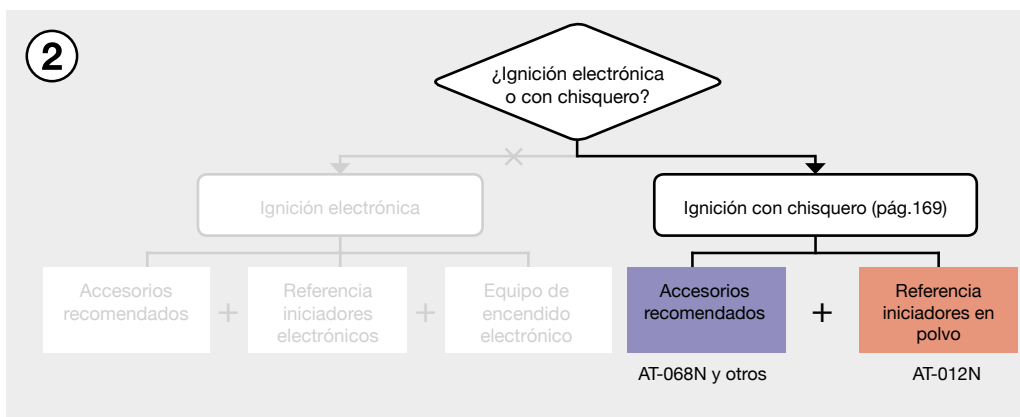 2
¿Ignición electrónica
o con chisquero?
Ignición electrónica
Ignición con chisquero (pág.169)
Accesorios
recomendados
+
Referencia
iniciadores
electrónicos
+
Equipo de
encendido
electrónico
Accesorios
recomendados
+
Referencia
iniciadores en
polvo
AT-068N y otros
AT-012N